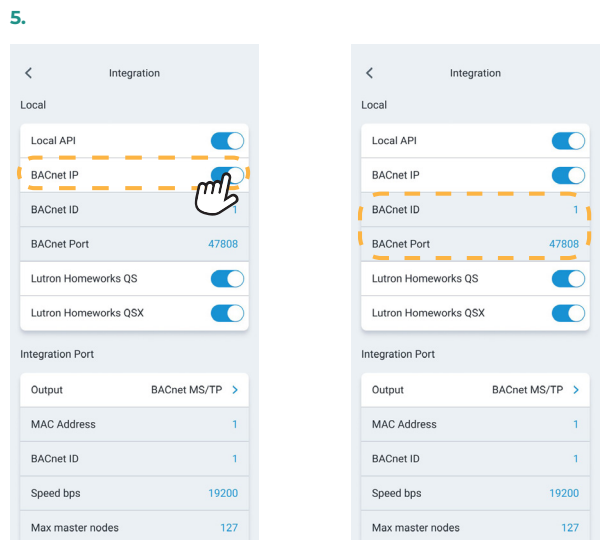 5.
Integration
Local
Local API
BACnet IP
BACnet ID 1
BACnet Port 47808
Lutron Homeworks QS
Lutron Homeworks QSX
Integration Port
Output BACnet MS/TP >
MAC Address 1
BACnet ID 1
Speed bps 19200
Max master nodes 127
Integration
Local
Local API
BACnet IP
BACnet ID 1
BACnet Port 47808
Lutron Homeworks QS
Lutron Homeworks QSX
Integration Port
Output BACnet MS/TP >
MAC Address 1
BACnet ID 1
Speed bps 19200
Max master nodes 127